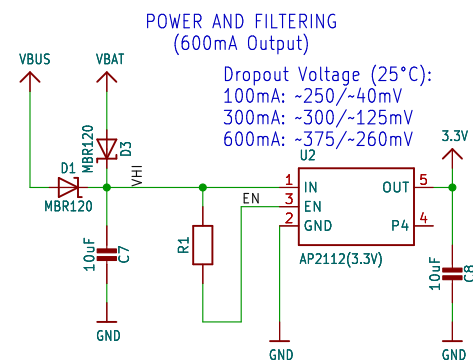 POWER AND FILTERING
(600mA Output)
VBUS
VBAT
Dropout Voltage (25°C):
100mA: ~250/~40mV
300mA: ~300/~125mV
600mA: ~375/~260mV
MBR120
D3
VHI
D1
MBR120
10uF
C7
R1
EN
U2
1 IN
3 EN
2 GND
OUT 5
P4 4
AP2112(3.3V)
3.3V
10uF
C8
GND
GND
GND